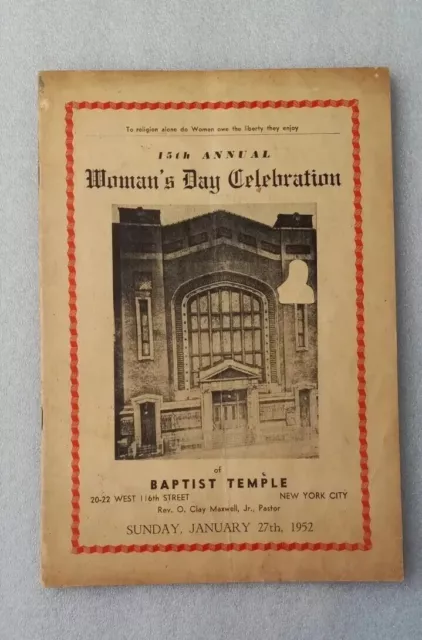 To religion alone do Women owe the liberty they enjoy
15th ANNUAL
Woman's Day Celebration
of
BAPTIST TEMPLE
20-22 WEST 116th STREET NEW YORK CITY
Rev. O. Clay Maxwell, Jr., Pastor
SUNDAY, JANUARY 27th, 1952